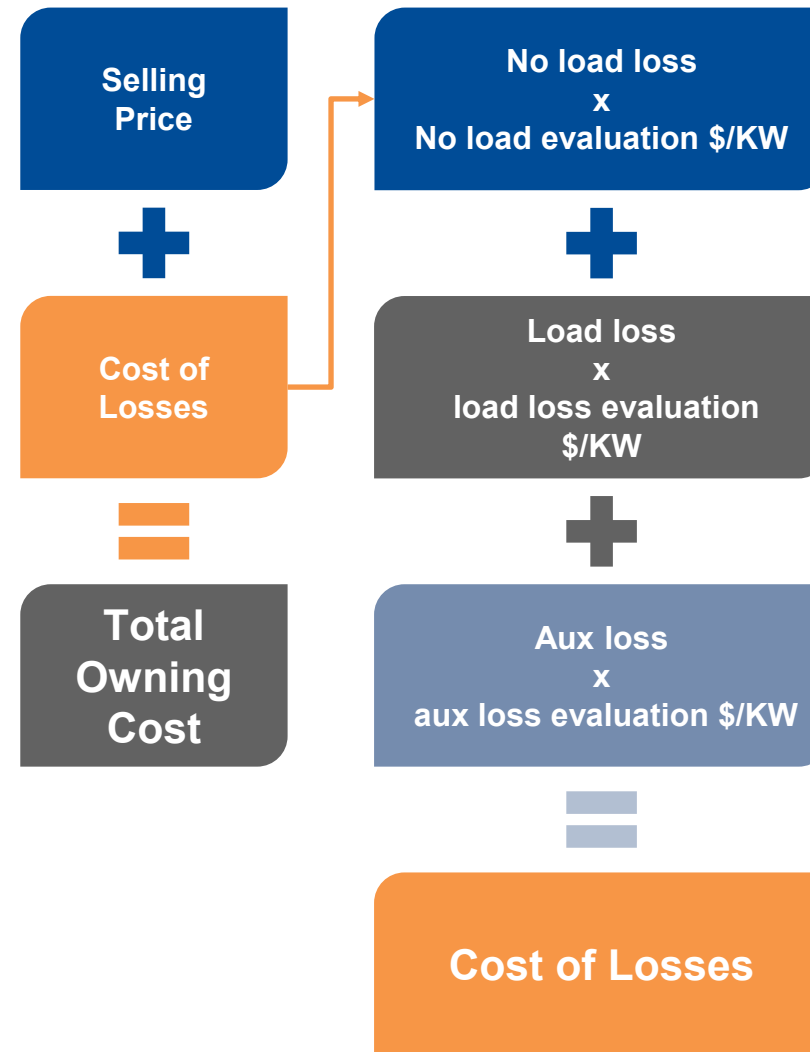 Selling
Price
Cost of
Losses
Total
Owning
Cost
No load loss
x
No load evaluation $/KW
Load loss
x
load loss evaluation
$/KW
Aux loss
x
aux loss evaluation $/KW
Cost of Losses